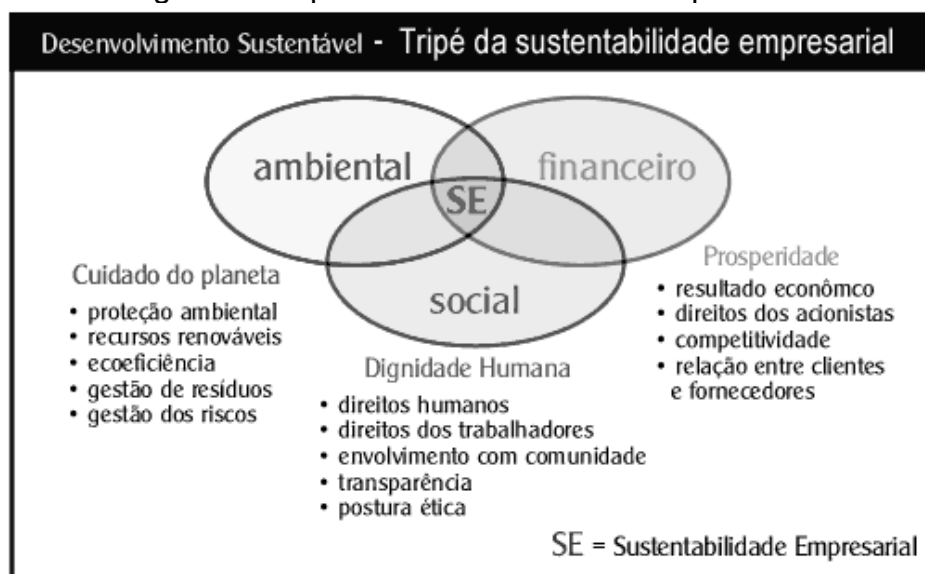 Desenvolvimento Sustentável - Tripé da sustentabilidade empresarial
ambiental
financeiro
SE
social
Cuidado do planeta
• proteção ambiental
• recursos renováveis
• ecoeficiência
• gestão de resíduos
• gestão dos riscos
Dignidade Humana
• direitos humanos
• direitos dos trabalhadores
• envolvimento com comunidade
• transparência
• postura ética
Prosperidade
• resultado econômco
• direitos dos acionistas
• competitividade
• relação entre clientes
e fornecedores
SE = Sustentabilidade Empresarial